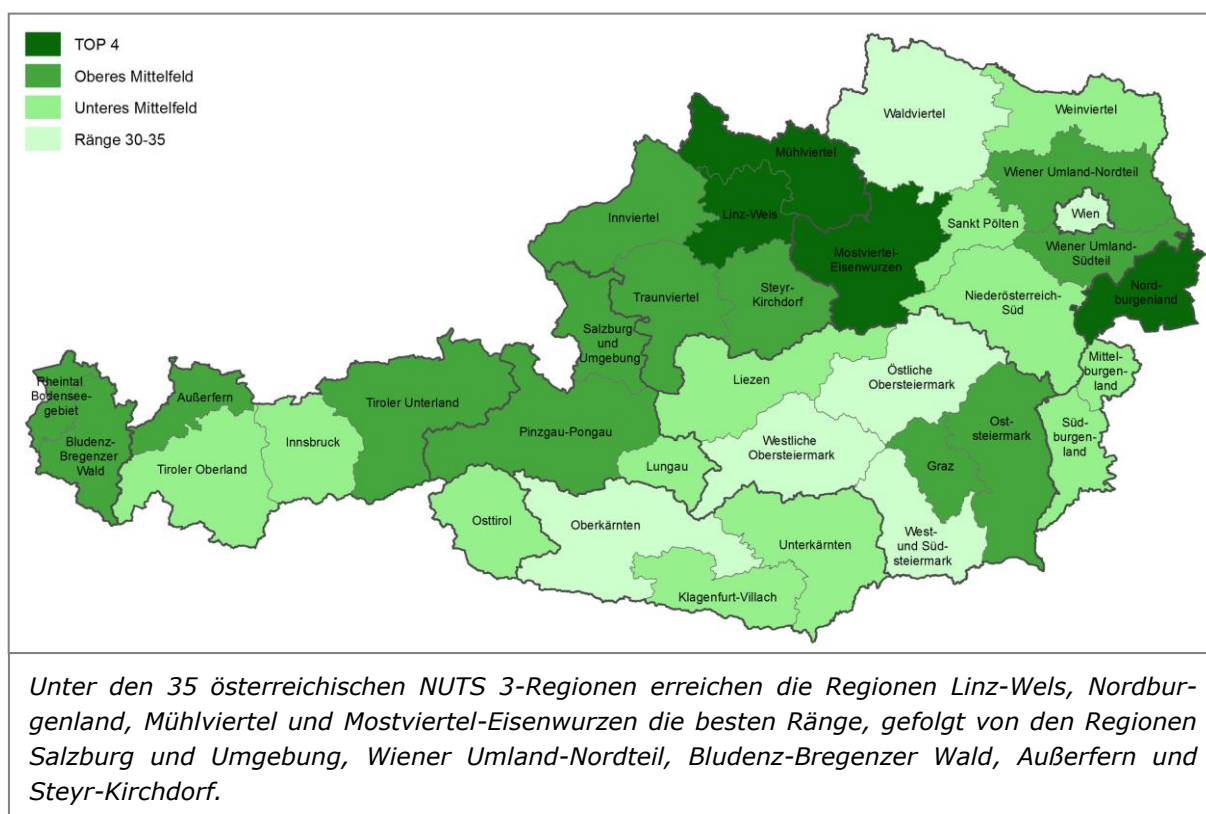 TOP 4
Oberes Mittelfeld
Unteres Mittelfeld
Ränge 30-35
Waldviertel
Weinviertel
Mühlviertel
Wiener Umland-Nordteil
Innviertel
Linz-Wels
Wien
Sankt Pölten
Mostviertel-
Eisenwurzen
Wiener Umland-
Südteil
Nord-
burgenland
Traunviertel
Steyr-
Kirchdorf
Niederösterreich-
Süd
Salzburg
und
Umgebung
Mittel-
burgen-
land
Rheintal
Bodensee-
gebiet
Außerfern
Tiroler Unterland
Liezen
Östliche
Obersteiermark
Bludenz-
Bregenzer
Wald
Innsbruck
Pinzgau-Pongau
Ost-
steiermark
Süd-
burgen-
land
Tiroler Oberland
Westliche
Obersteiermark
Lungau
Graz
Osttirol
Oberkärnten
Unterkärnten
West-
und Süd-
steiermark
Klagenfurt-Villach
Unter den 35 österreichischen NUTS 3-Regionen erreichen die Regionen Linz-Wels, Nordbur-
genland, Mühlviertel und Mostviertel-Eisenwurzen die besten Ränge, gefolgt von den Regionen
Salzburg und Umgebung, Wiener Umland-Nordteil, Bludenz-Bregenzer Wald, Außerfern und
Steyr-Kirchdorf.